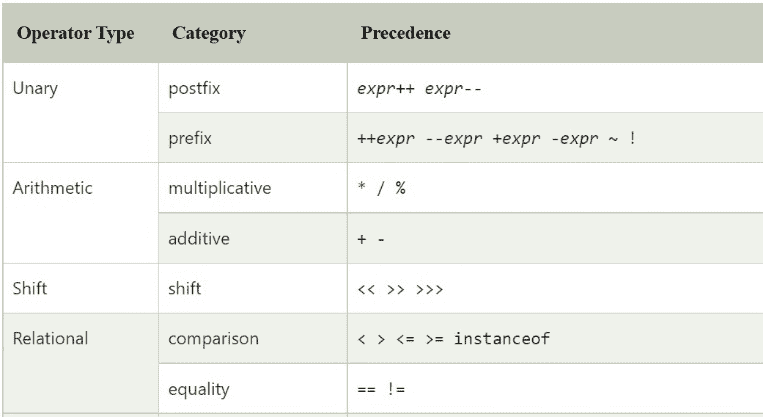 Operator Type Category Precedence
Unary postfix expr++ expr--
prefix ++expr --expr +expr -expr ~ !
Arithmetic multiplicative * / %
additive + -
Shift shift << >> >>>
Relational comparison < > <= >= instanceof
equality == !=